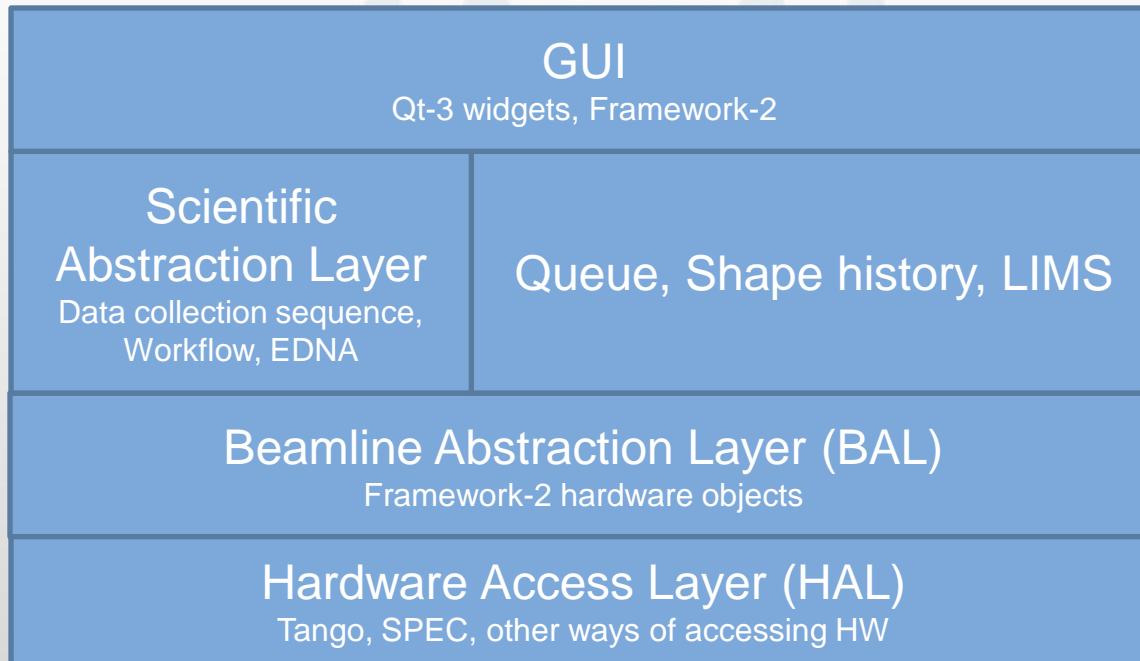 GUI
Qt-3 widgets, Framework-2
Scientific
Abstraction Layer
Data collection sequence,
Workflow, EDNA
Queue, Shape history, LIMS
Beamline Abstraction Layer (BAL)
Framework-2 hardware objects
Hardware Access Layer (HAL)
Tango, SPEC, other ways of accessing HW